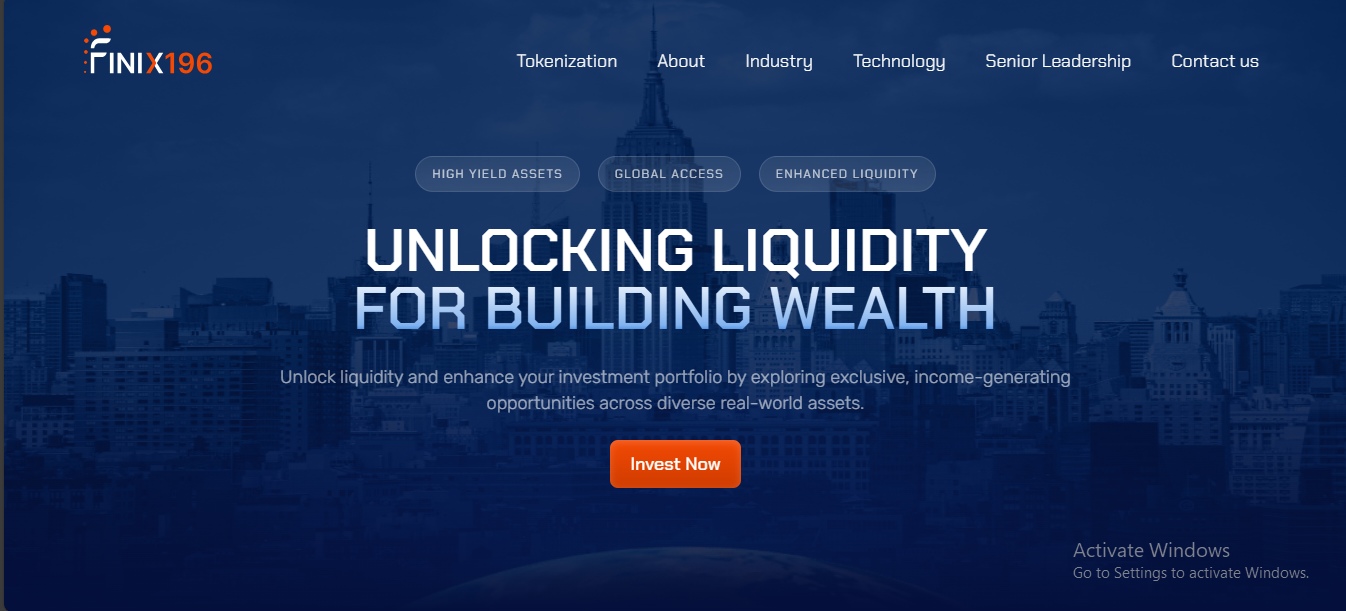 FINIX196
Tokenization About Industry Technology Senior Leadership Contact us
HIGH YIELD ASSETS GLOBAL ACCESS ENHANCED LIQUIDITY
UNLOCKING LIQUIDITY
FOR BUILDING WEALTH
Unlock liquidity and enhance your investment portfolio by exploring exclusive, income-generating
opportunities across diverse real-world assets.
Invest Now
Activate Windows
Go to Settings to activate Windows.